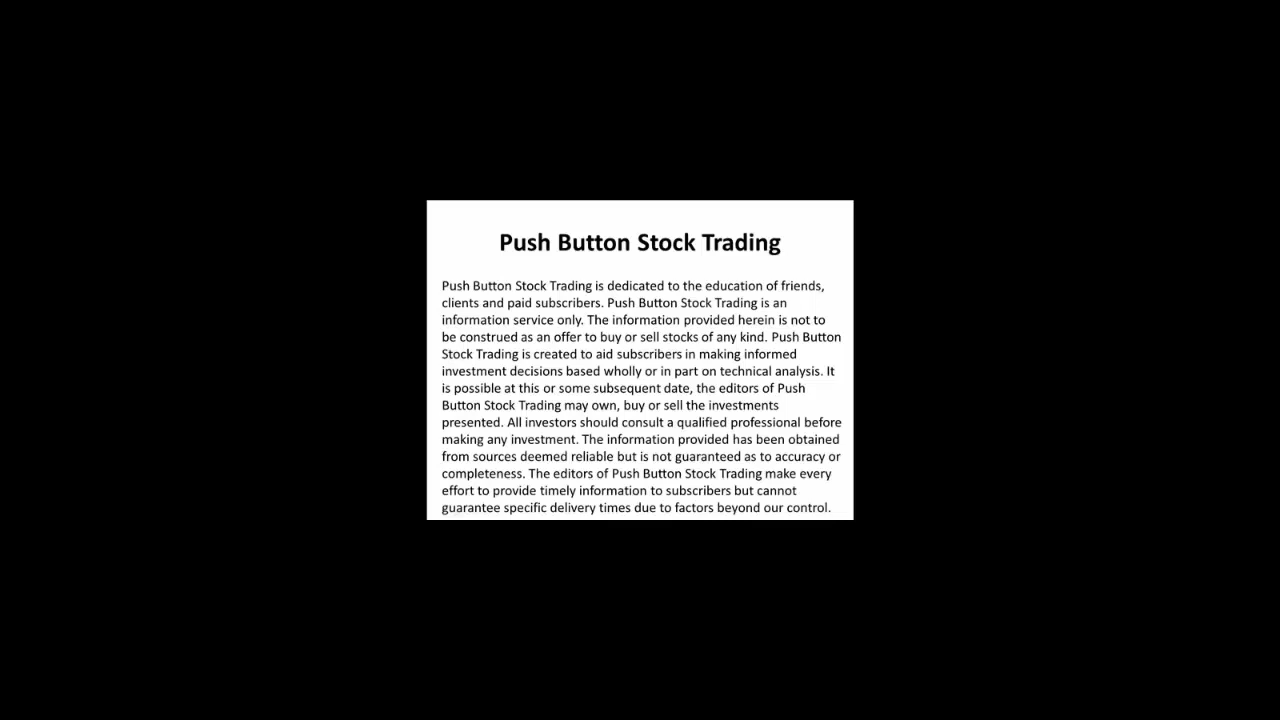 Push Button Stock Trading
Push Button Stock Trading is dedicated to the education of friends,
clients and paid subscribers. Push Button Stock Trading is an
information service only. The information provided herein is not to
be construed as an offer to buy or sell stocks of any kind. Push Button
Stock Trading is created to aid subscribers in making informed
investment decisions based wholly or in part on technical analysis. It
is possible at this or some subsequent date, the editors of Push
Button Stock Trading may own, buy or sell the investments
presented. All investors should consult a qualified professional before
making any investment. The information provided has been obtained
from sources deemed reliable but is not guaranteed as to accuracy or
completeness. The editors of Push Button Stock Trading make every
effort to provide timely information to subscribers but cannot
guarantee specific delivery times due to factors beyond our control.